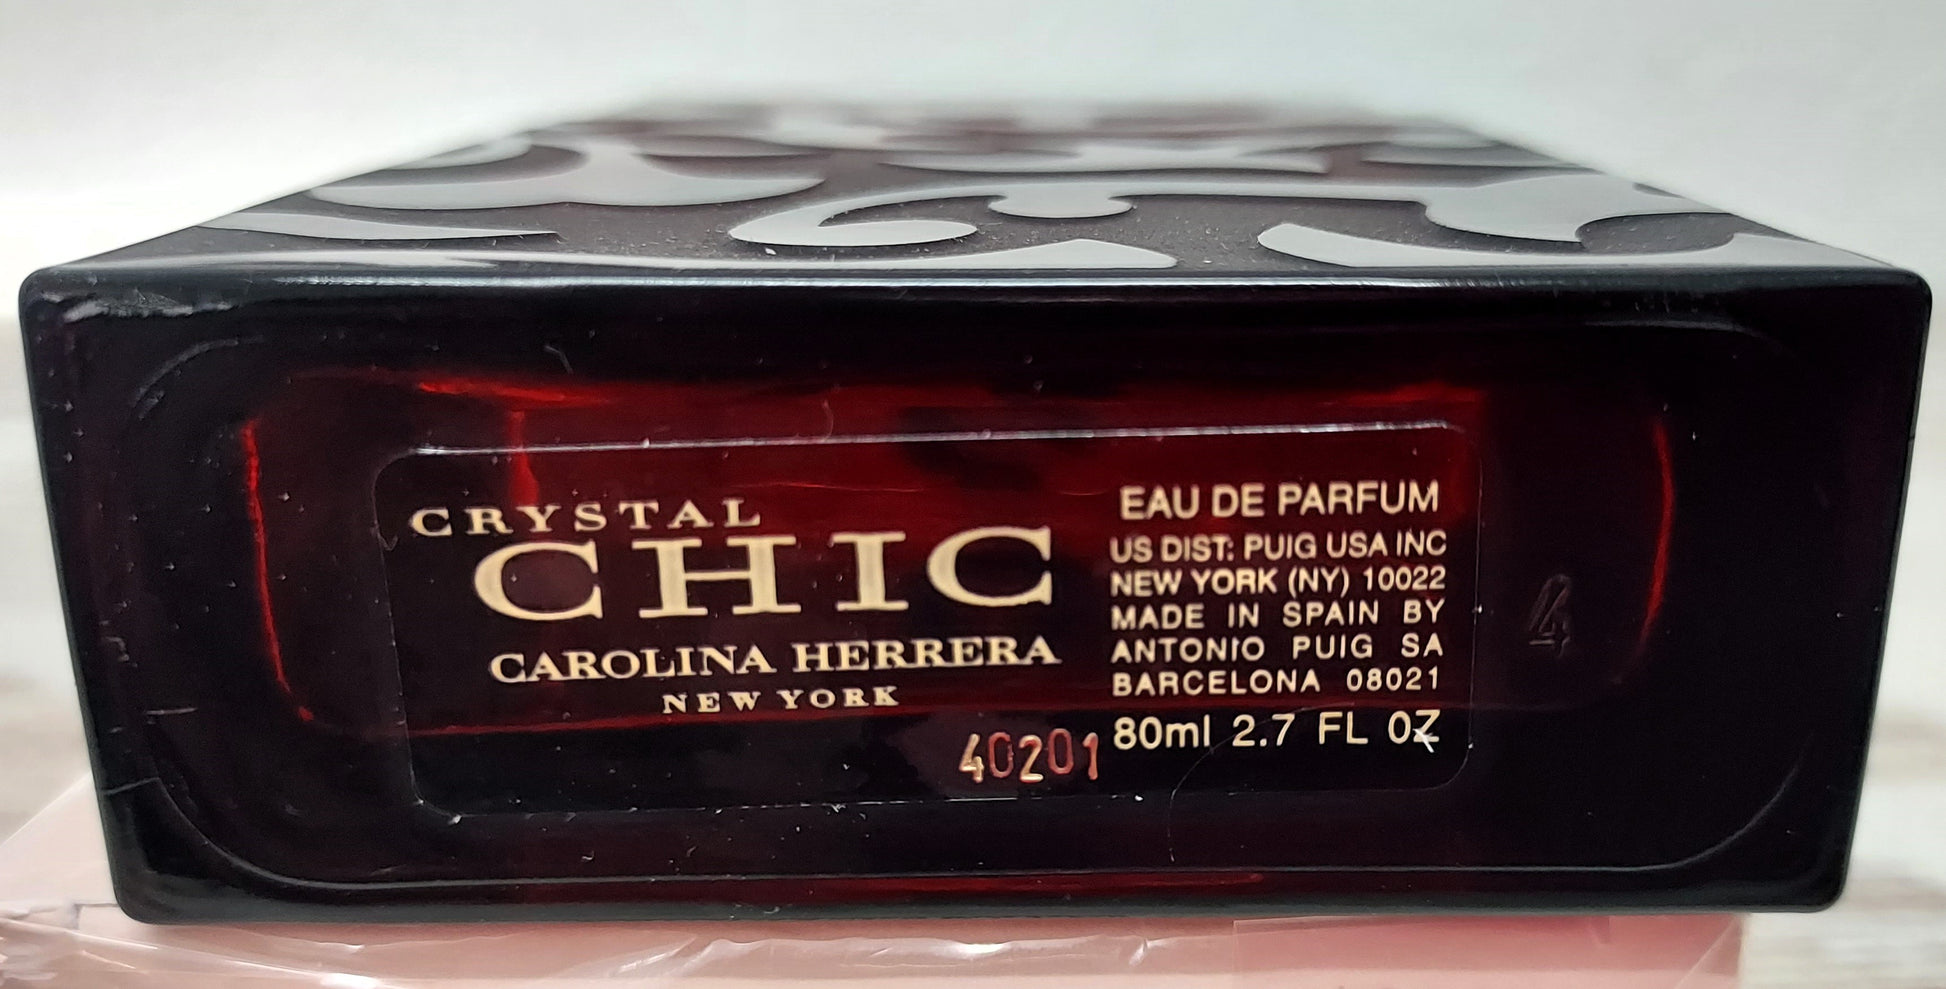 CRYSTAL
CHIC
CAROLINA HERRERA
NEW YORK
40201
EAU DE PARFUM
US DIST: PUIG USA INC
NEW YORK (NY) 10022
MADE IN SPAIN BY
ANTONIO PUIG SA
BARCELONA 08021
80ml 2.7 FL OZ
4